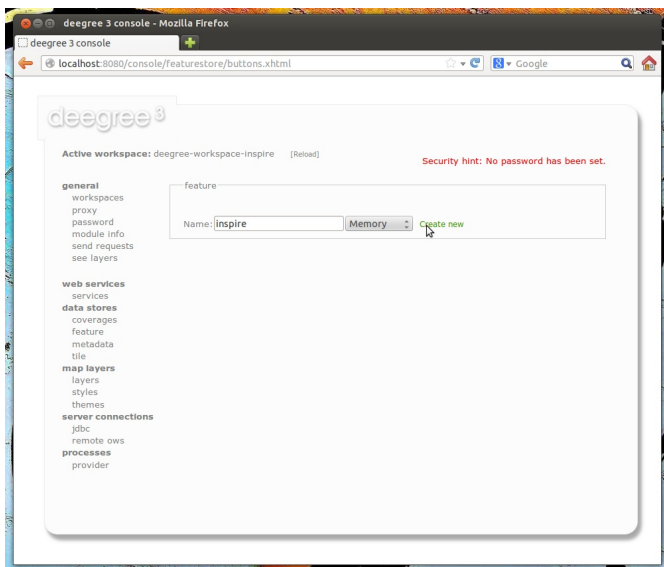 deegree 3 console - Mozilla Firefox
deegree 3 console
localhost:8080/console/featurestore/buttons.xhtml
Google
deegree 3
Active workspace: deegree-workspace-inspire [Reload]
Security hint: No password has been set.
general
workspaces
proxy
password
module info
send requests
see layers
web services
services
data stores
coverages
feature
metadata
tile
map layers
layers
styles
themes
server connections
jdbc
remote ows
processes
provider
feature
Name: inspire Memory Create new